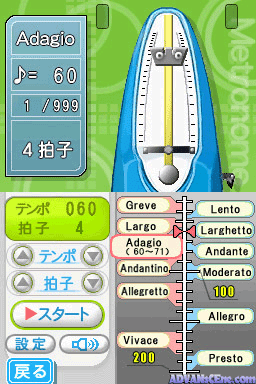 Adagio
♪= 60
1 /999
4 拍子
Metronome
テンポ 060
拍子 4
テンポ
拍子
スタート
設定
戻る
Greve
Lento
Largo
Larghetto
Adagio
(60〜71)
Andante
Andantino
Moderato
100
Allegretto
Allegro
Vivace
200
Presto
ADVANsCEne.com